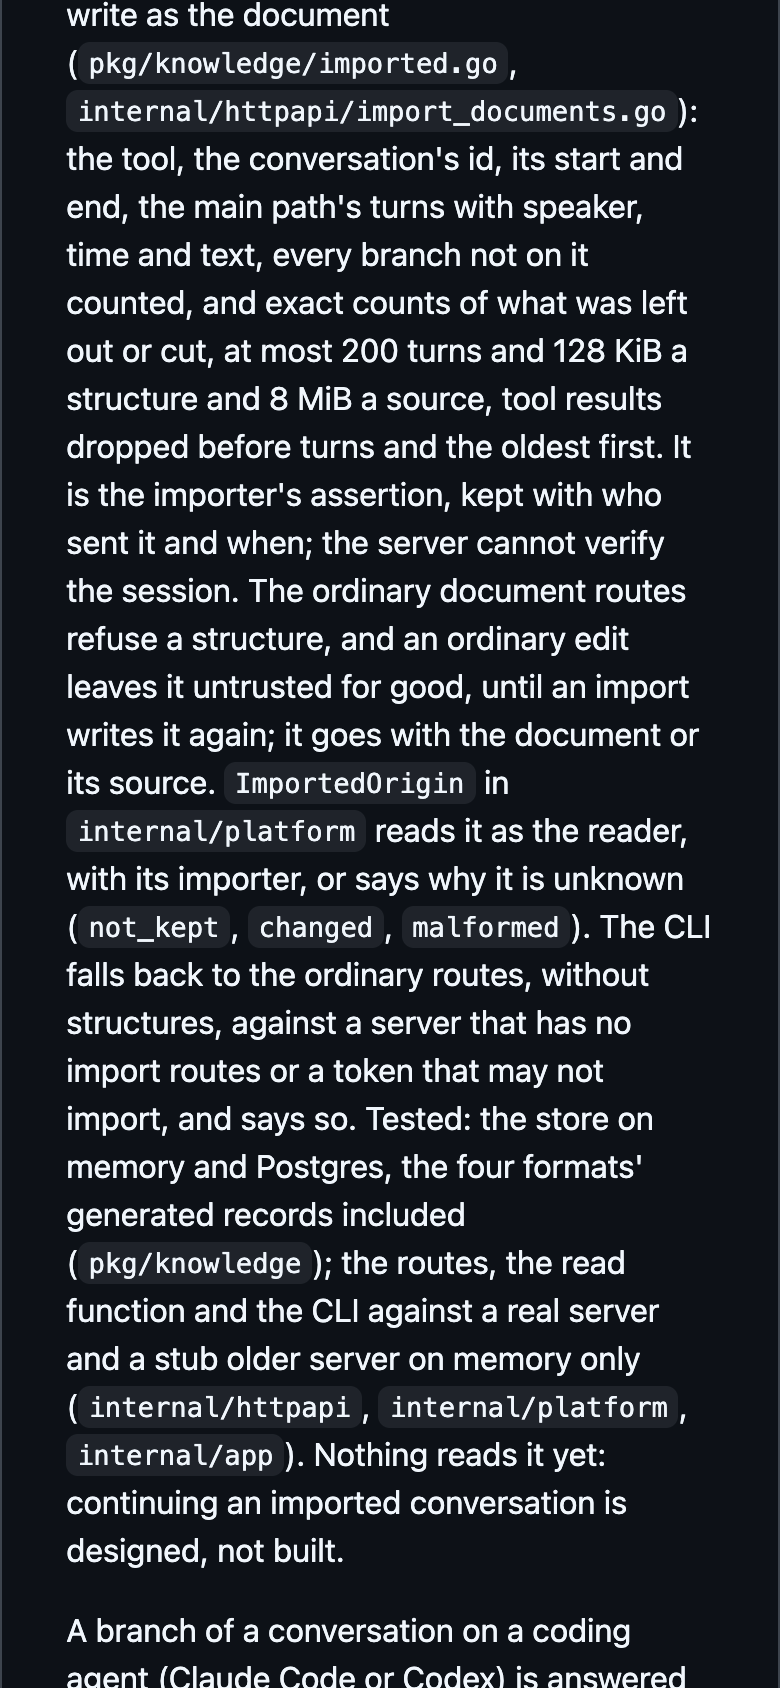 write as the document
(pkg/knowledge/imported.go,
internal/httpapi/import_documents.go):
the tool, the conversation's id, its start and
end, the main path's turns with speaker,
time and text, every branch not on it
counted, and exact counts of what was left
out or cut, at most 200 turns and 128 KiB a
structure and 8 MiB a source, tool results
dropped before turns and the oldest first. It
is the importer's assertion, kept with who
sent it and when; the server cannot verify
the session. The ordinary document routes
refuse a structure, and an ordinary edit
leaves it untrusted for good, until an import
writes it again; it goes with the document or
its source. ImportedOrigin in
internal/platform reads it as the reader,
with its importer, or says why it is unknown
(not_kept, changed, malformed). The CLI
falls back to the ordinary routes, without
structures, against a server that has no
import routes or a token that may not
import, and says so. Tested: the store on
memory and Postgres, the four formats'
generated records included
(pkg/knowledge); the routes, the read
function and the CLI against a real server
and a stub older server on memory only
(internal/httpapi, internal/platform,
internal/app). Nothing reads it yet:
continuing an imported conversation is
designed, not built.
A branch of a conversation on a coding
agent (Claude Code or Codex) is answered